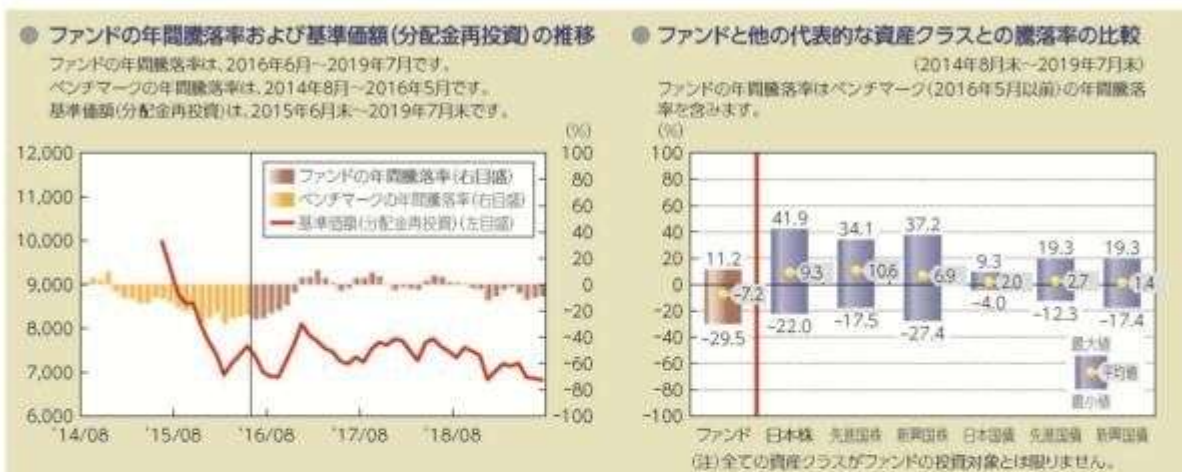 ● ファンドの年間騰落率および基準価額(分配金再投資)の推移
ファンドの年間騰落率は、2016年6月～2019年7月です。
ベンチマークの年間騰落率は、2014年8月～2016年5月です。
基準価額(分配金再投資)は、2015年6月末～2019年7月末です。
(%)
12,000
11,000
10,000
9,000
8,000
7,000
6,000
ファンドの年間騰落率(右目盛)
ベンチマークの年間騰落率(右目盛)
基準価額(分配金再投資)(左目盛)
100
80
60
40
20
0
-20
-40
-60
-80
-100
'14/08 '15/08 '16/08 '17/08 '18/08
● ファンドと他の代表的な資産クラスとの騰落率の比較
(2014年8月末～2019年7月末)
ファンドの年間騰落率はベンチマーク(2016年5月以前)の年間騰落
率を含みます。
(%)
100
80
60
40
20
0
-20
-40
-60
-80
-100
11.2 41.9 34.1 37.2 9.3 19.3 19.3
-7.2 9.3 10.6 6.9 2.0 2.7 1.4
-29.5 -22.0 -17.5 -27.4 -4.0 -12.3 -17.4
最大値
平均値
最小値
ファンド 日本株 先進国株 新興国株 日本国債 先進国債 新興国債
(注)全ての資産クラスがファンドの投資対象とは限りません。